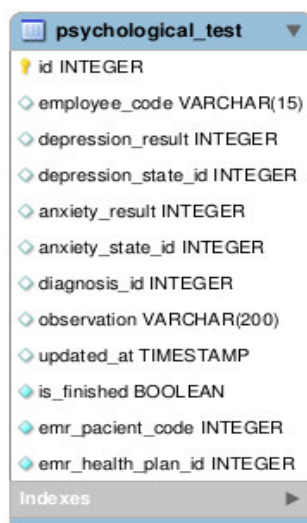 psychological_test
id INTEGER
employee_code VARCHAR(15)
depression_result INTEGER
depression_state_id INTEGER
anxiety_result INTEGER
anxiety_state_id INTEGER
diagnosis_id INTEGER
observation VARCHAR(200)
updated_at TIMESTAMP
is_finished BOOLEAN
emr_pacient_code INTEGER
emr_health_plan_id INTEGER
Indexes